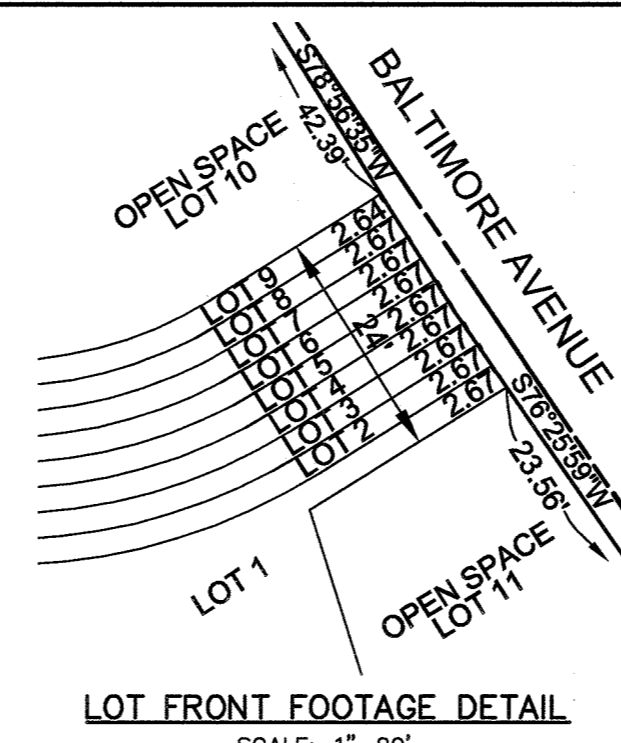 S78°56'35"W
42.39'
BALTIMORE AVENUE
OPEN SPACE
LOT 10
2.64
2.67
2.67
2.67
2.67
2.67
2.67
2.67
24'
LOT 9
LOT 8
LOT 7
LOT 6
LOT 5
LOT 4
LOT 3
LOT 2
S76°25'59"W
23.56'
LOT 1
OPEN SPACE
LOT 11
LOT FRONT FOOTAGE DETAIL